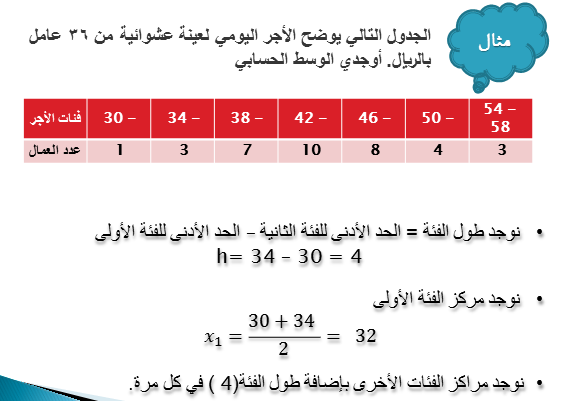 مثال
الجدول التالي يوضح الأجر اليومي لعينة عشوائية من ٣٦ عامل
بالريال. أوجدي الوسط الحسابي
فئات الأجر 30 – 34 – 38 – 42 – 46 – 50 – 54 – 58
عدد العمال 1 3 7 10 8 4 3
• نوجد طول الفئة = الحد الأدنى للفئة الثانية – الحد الأدنى للفئة الأولى
h= 34 – 30 = 4
• نوجد مركز الفئة الأولى
x₁ = (30 + 34) / 2 = 32
• نوجد مراكز الفئات الأخرى بإضافة طول الفئة(4 ) في كل مرة.